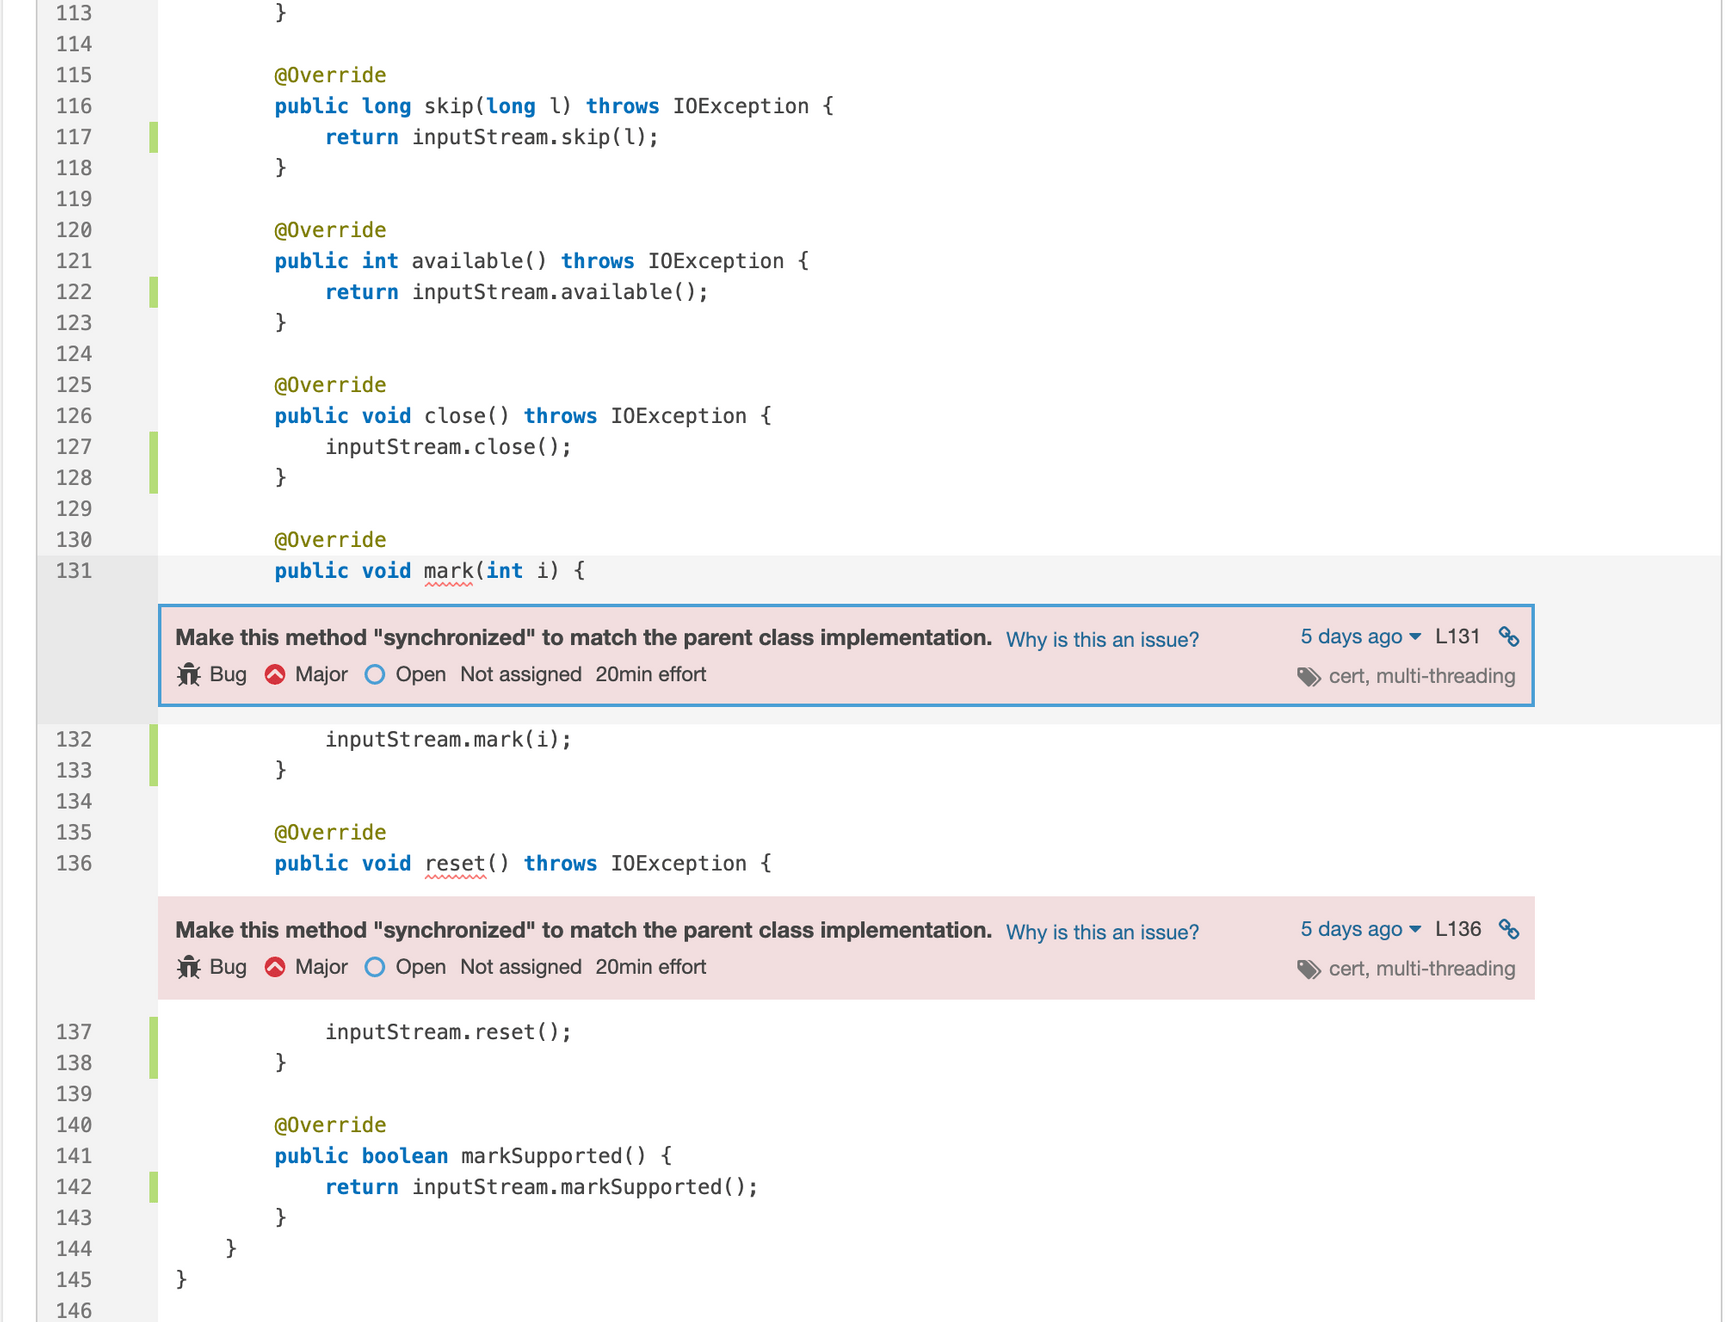 113 }
114
115 @Override
116 public long skip(long l) throws IOException {
117 return inputStream.skip(l);
118 }
119
120 @Override
121 public int available() throws IOException {
122 return inputStream.available();
123 }
124
125 @Override
126 public void close() throws IOException {
127 inputStream.close();
128 }
129
130 @Override
131 public void mark(int i) {
Make this method "synchronized" to match the parent class implementation. Why is this an issue? 5 days ago L131
Bug Major Open Not assigned 20min effort cert, multi-threading
132 inputStream.mark(i);
133 }
134
135 @Override
136 public void reset() throws IOException {
Make this method "synchronized" to match the parent class implementation. Why is this an issue? 5 days ago L136
Bug Major Open Not assigned 20min effort cert, multi-threading
137 inputStream.reset();
138 }
139
140 @Override
141 public boolean markSupported() {
142 return inputStream.markSupported();
143 }
144 }
145 }
146